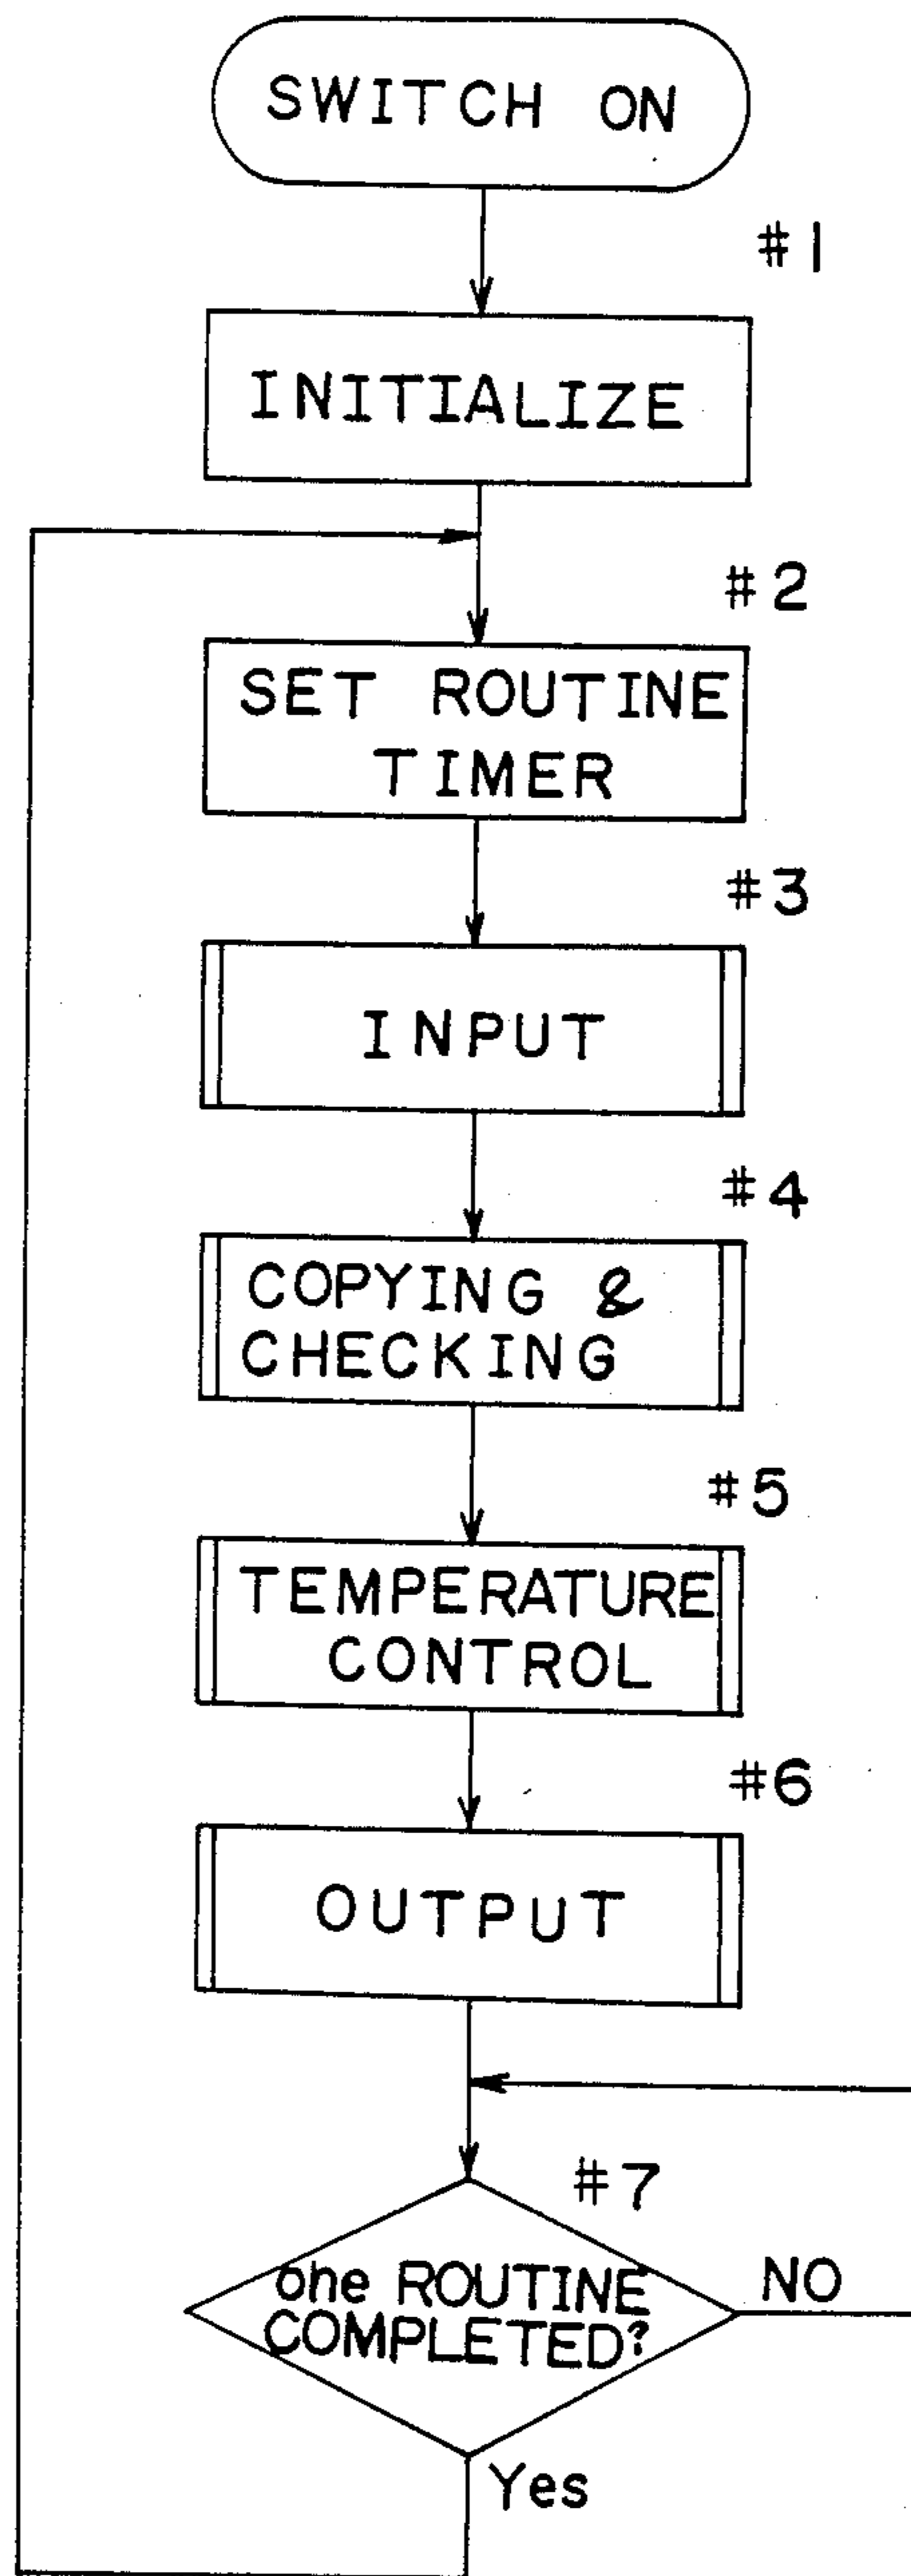 SWITCH ON
#1
INITIALIZE
#2
SET ROUTINE
TIMER
#3
INPUT
#4
COPYING &
CHECKING
#5
TEMPERATURE
CONTROL
#6
OUTPUT
#7
one ROUTINE
COMPLETED?
NO
Yes